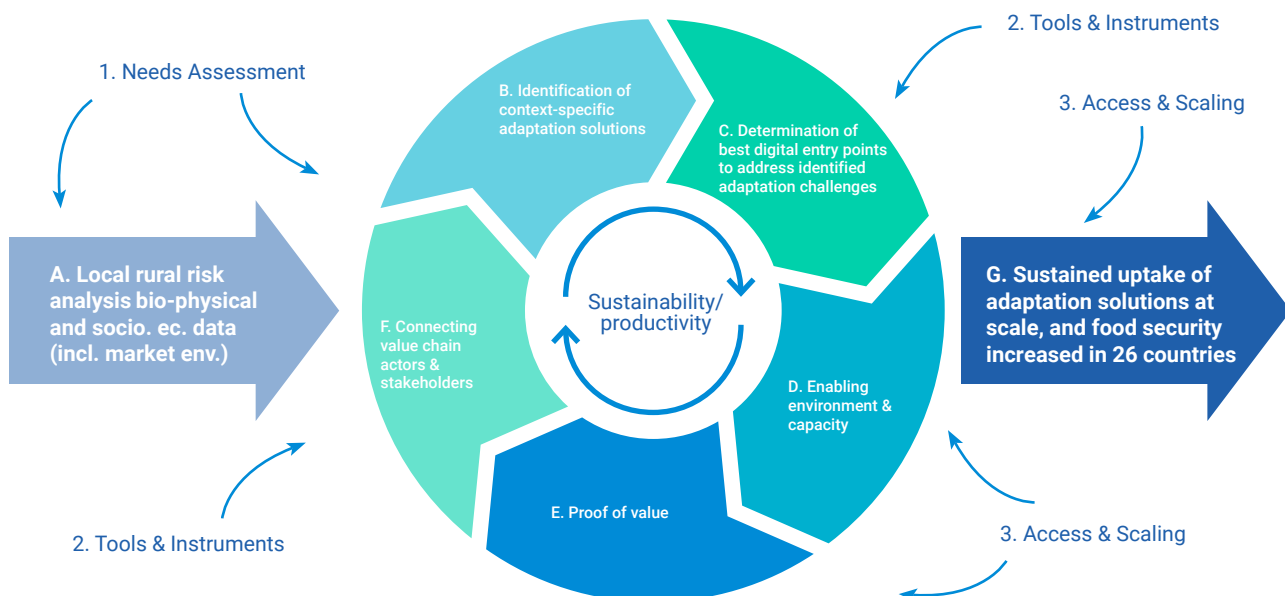 1. Needs Assessment
2. Tools & Instruments
3. Access & Scaling
B. Identification of
context-specific
adaptation solutions
C. Determination of
best digital entry points
to address identified
adaptation challenges
A. Local rural risk
analysis bio-physical
and socio. ec. data
(incl. market env.)
F. Connecting
value chain
actors &
stakeholders
Sustainability/
productivity
G. Sustained uptake of
adaptation solutions at
scale, and food security
increased in 26 countries
D. Enabling
environment &
capacity
E. Proof of value
2. Tools & Instruments
3. Access & Scaling